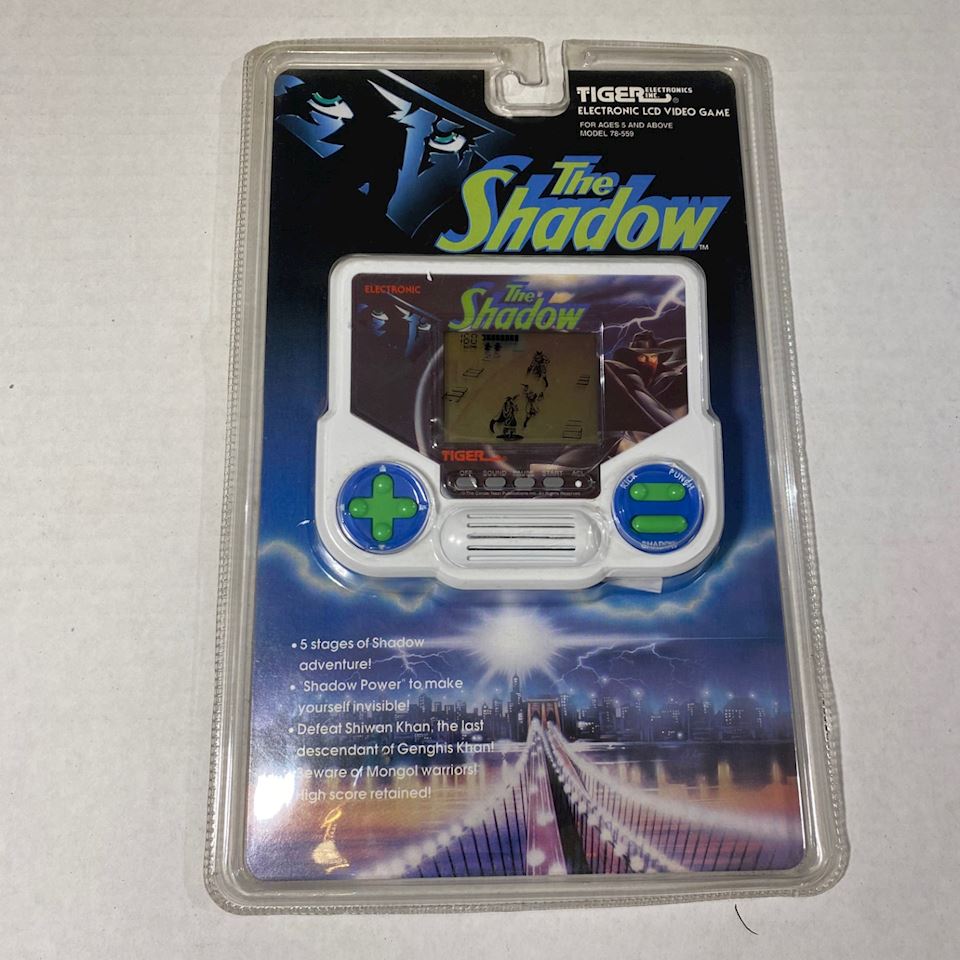 TIGER ELECTRONICS INC.®
ELECTRONIC LCD VIDEO GAME
FOR AGES 5 AND ABOVE
MODEL 78-559
The
Shadow™
ELECTRONIC
The
Shadow
TIGER
OFF SOUND PAUSE START ACL
KICK PUNCH
SHADOW
• 5 stages of Shadow
adventure!
• "Shadow Power" to make
yourself invisible!
• Defeat Shiwan Khan, the last
descendant of Genghis Khan!
Beware of Mongol warriors!
High score retained!